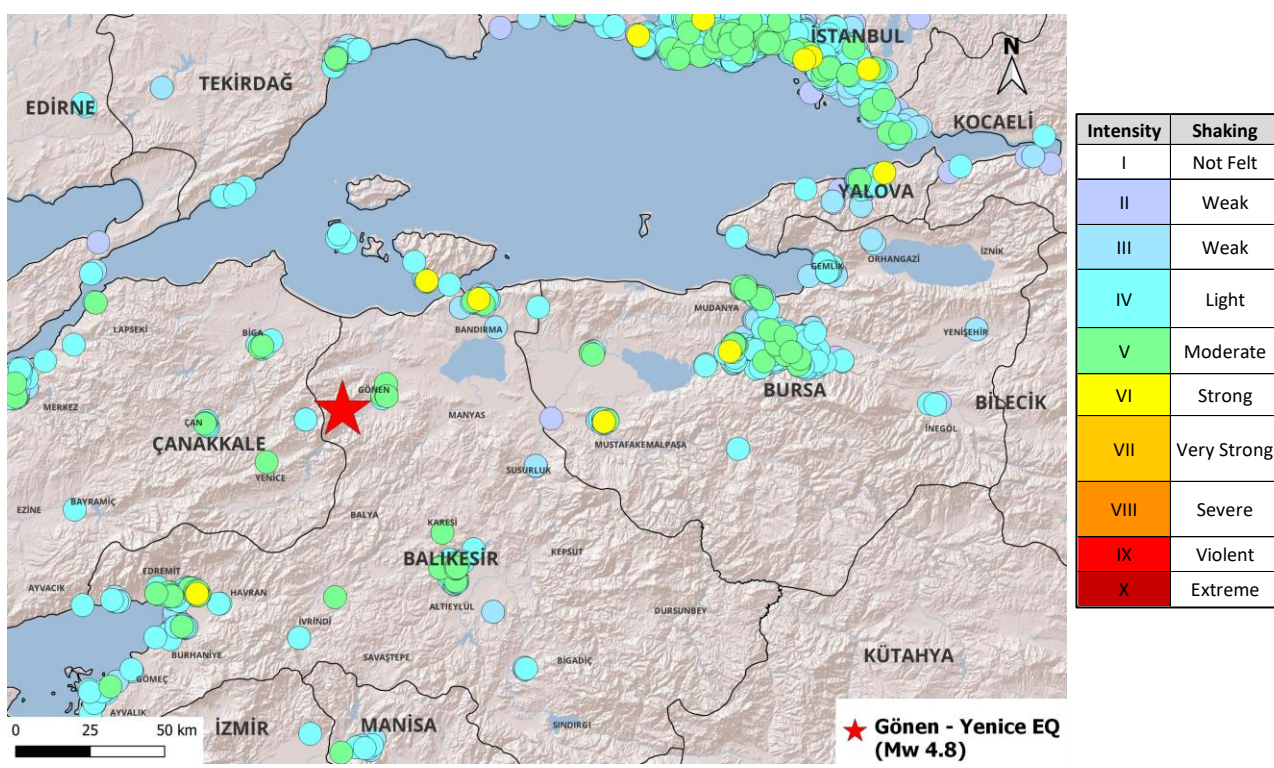 İSTANBUL
N
TEKİRDAĞ
EDİRNE
KOCAELİ
YALOVA
ORHANGAZİ
İZNİK
GEMLİK
LAPSEKİ
BİGA
BANDIRMA
MUDANYA
YENİŞEHİR
GÖNEN
BURSA
MERKEZ
MANYAS
BİLECİK
ÇAN
ÇANAKKALE
MUSTAFAKEMALPAŞA
İNEGÖL
YENICE
SUSURLUK
EZİNE
BAYRAMİÇ
BALYA
KARESİ
BALIKESİR
KEPSUT
EDREMIT
AYVACIK
HAVRAN
ALTIEYLÜL
DURSUNBEY
İVRİNDİ
BURHANİYE
SAVAŞTEPE
BİGADİÇ
KÜTAHYA
GÖMEÇ
AYVALIK
İZMİR
MANİSA
SINDIRGI
0 25 50 km
Gönen - Yenice EQ
(Mw 4.8)
Intensity Shaking
I Not Felt
II Weak
III Weak
IV Light
V Moderate
VI Strong
VII Very Strong
VIII Severe
IX Violent
X Extreme